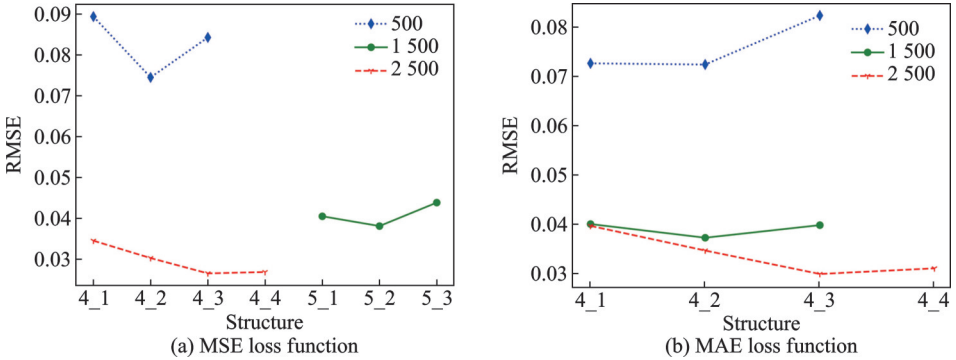 0.09
0.08
0.07
0.06
0.05
0.04
0.03
RMSE
500
1 500
2 500
4_1 4_2 4_3 4_4 5_1 5_2 5_3
Structure
(a) MSE loss function
0.08
0.07
0.06
0.05
0.04
0.03
RMSE
500
1 500
2 500
4_1 4_2 4_3 4_4
Structure
(b) MAE loss function